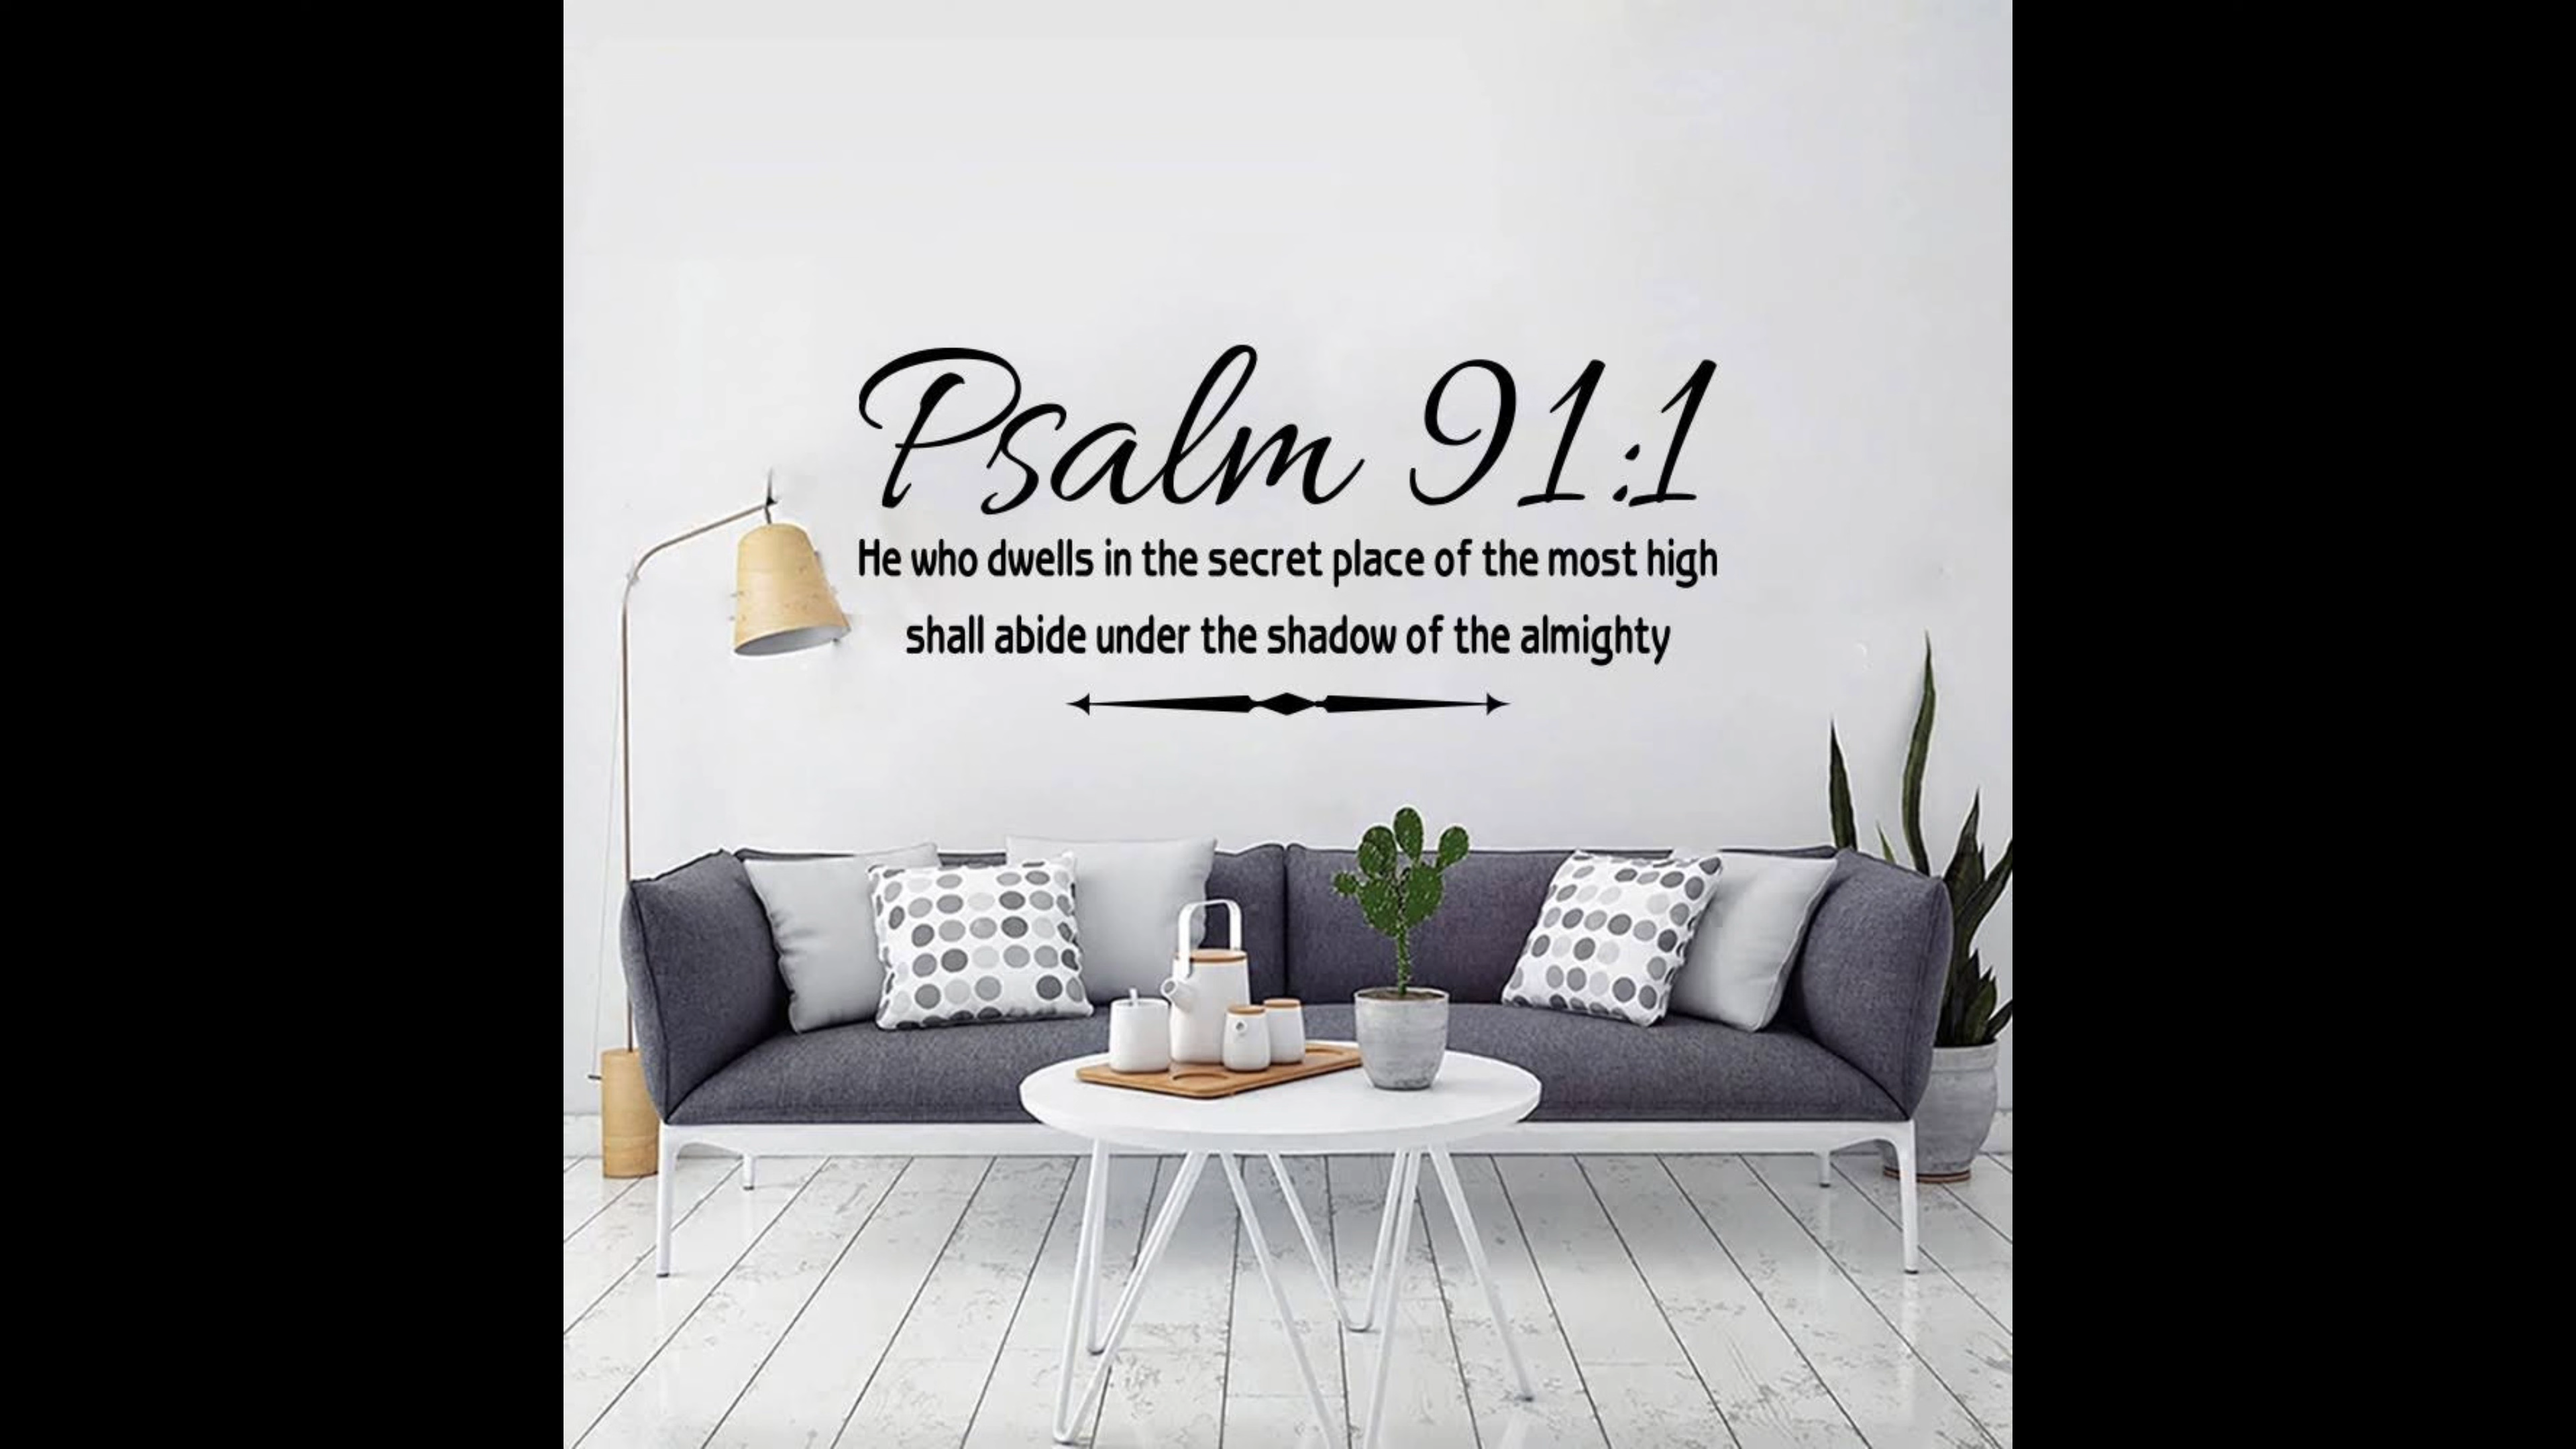 Psalm 91:1
He who dwells in the secret place of the most high
shall abide under the shadow of the almighty